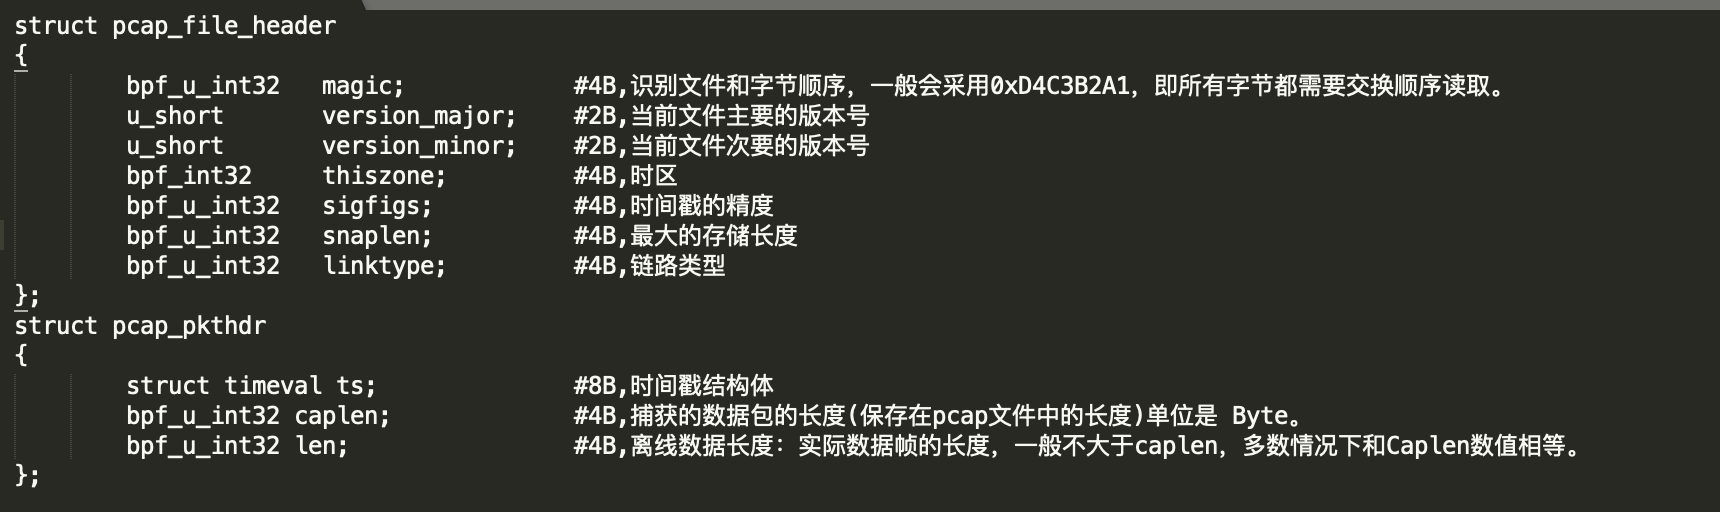 struct pcap_file_header
{
bpf_u_int32 magic; #4B,识别文件和字节顺序，一般会采用0xD4C3B2A1，即所有字节都需要交换顺序读取。
u_short version_major; #2B,当前文件主要的版本号
u_short version_minor; #2B,当前文件次要的版本号
bpf_int32 thiszone; #4B,时区
bpf_u_int32 sigfigs; #4B,时间戳的精度
bpf_u_int32 snaplen; #4B,最大的存储长度
bpf_u_int32 linktype; #4B,链路类型
};
struct pcap_pkthdr
{
struct timeval ts; #8B,时间戳结构体
bpf_u_int32 caplen; #4B,捕获的数据包的长度(保存在pcap文件中的长度)单位是 Byte。
bpf_u_int32 len; #4B,离线数据长度：实际数据帧的长度，一般不大于caplen，多数情况下和Caplen数值相等。
};